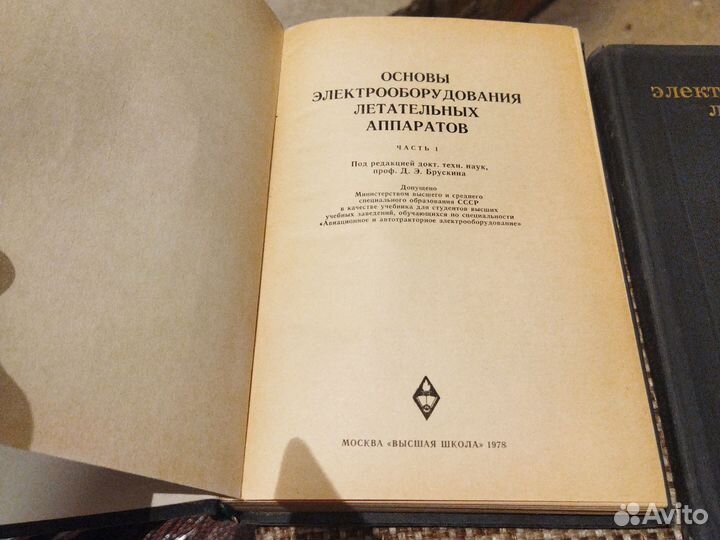 ОСНОВЫ
ЭЛЕКТРООБОРУДОВАНИЯ
ЛЕТАТЕЛЬНЫХ
АППАРАТОВ
ЧАСТЬ 1
Под редакцией докт. техн. наук,
проф. Д. Э. Брускина
Допущено
Министерством высшего и среднего
специального образования СССР
в качестве учебника для студентов высших
учебных заведений, обучающихся по специальности
«Авиационное и автотракторное электрооборудование»
МОСКВА «ВЫСШАЯ ШКОЛА» 1978
элект
л
Avito